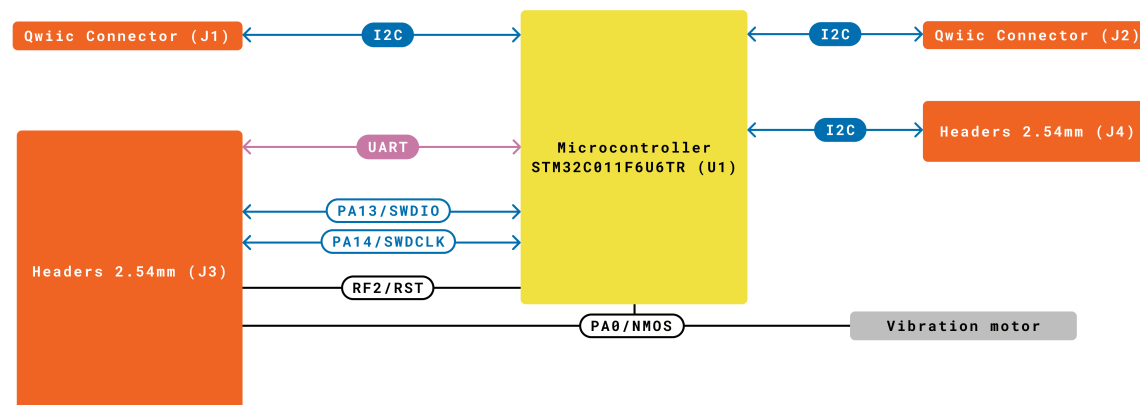 Qwiic Connector (J1)
I2C
I2C
Qwiic Connector (J2)
I2C
Headers 2.54mm (J4)
UART
Microcontroller
STM32C011F6U6TR (U1)
PA13/SWDIO
PA14/SWDCLK
Headers 2.54mm (J3)
RF2/RST
PA0/NMOS
Vibration motor